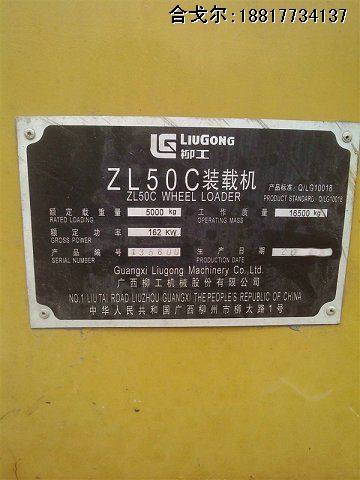 合戈尔:18817734137
LIUGONG
柳工
ZL50C装载机
产品标准: Q/LG10018
ZL50C WHEEL LOADER
PRODUCT STANDARD: Q/LG10018
额定载重量 5000 kg 工作质量 16500 kg
RATED LOADING OPERATING MASS
额定功率 162 KW
GROSS POWER
产品编号 生产日期
SERIAL NUMBER PRODUCTION DATE
Guangxi Liugong Machinery Co. Ltd.
广西柳工机械股份有限公司
NO.1 LIUTAI ROAD LIUZHOU GUANGXI THE PEOPLE'S REPUBLIC OF CHINA
中华人民共和国广西柳州市柳太路1号